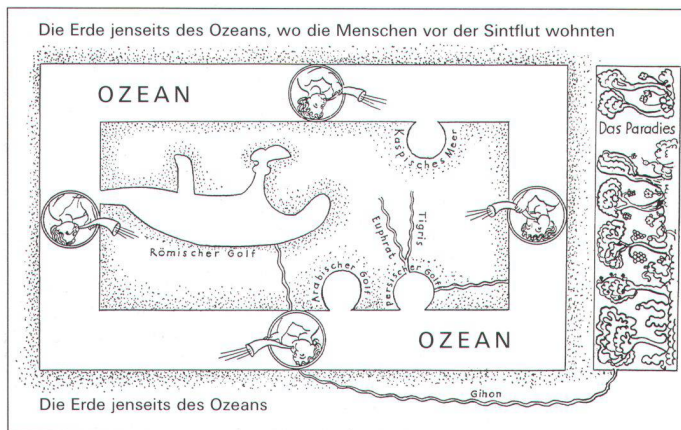 Die Erde jenseits des Ozeans, wo die Menschen vor der Sintflut wohnten
OZEAN
Das Paradies
Kaspisches Meer
Tigris
Euphrat
Römischer Golf
Arabischer Golf
persischer Golf
OZEAN
Gihon
Die Erde jenseits des Ozeans